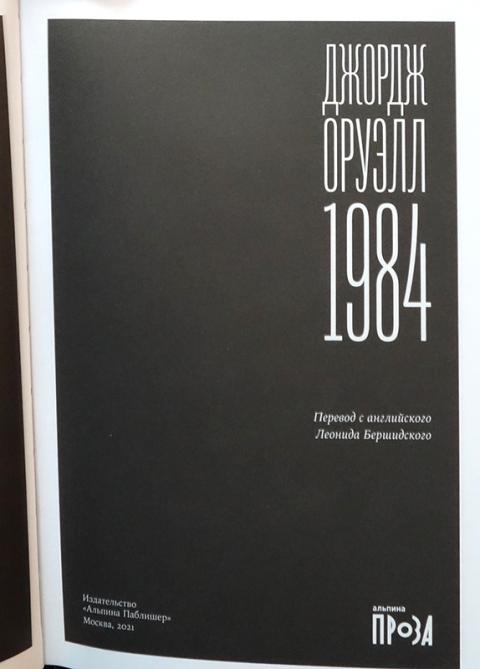 ДЖОРДЖ
ОРУЭЛЛ
1984
Перевод с английского
Леонида Бершидского
Издательство
«Альпина Паблишер»
Москва, 2021
альпина
ПРОЗА